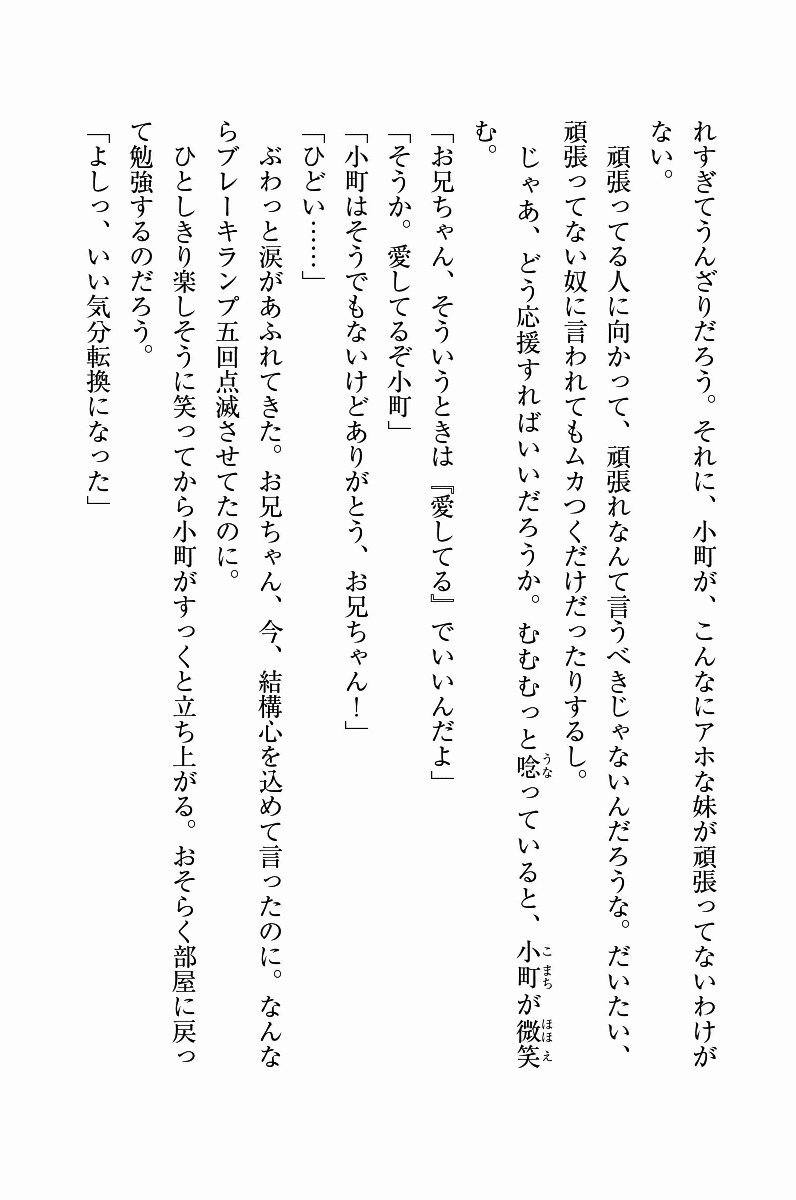 れすぎてうんざりだろう。それに、小町が、こんなにアホな妹が頑張ってないわけが
ない。
　頑張ってる人に向かって、頑張れなんて言うべきじゃないんだろうな。だいたい、
頑張ってない奴に言われてもムカつくだけだったりするし。
　じゃあ、どう応援すればいいだろうか。むむむっと唸っていると、小町が微笑
む。
「お兄ちゃん、そういうときは『愛してる』でいいんだよ」
「そうか。愛してるぞ小町」
「小町はそうでもないけどありがとう、お兄ちゃん！」
「ひどい……」
　ぶわっと涙があふれてきた。お兄ちゃん、今、結構心を込めて言ったのに。なんな
らブレーキランプ五回点滅させてたのに。
　ひとしきり楽しそうに笑ってから小町がすっくと立ち上がる。おそらく部屋に戻っ
て勉強するのだろう。
「よしっ、いい気分転換になった」